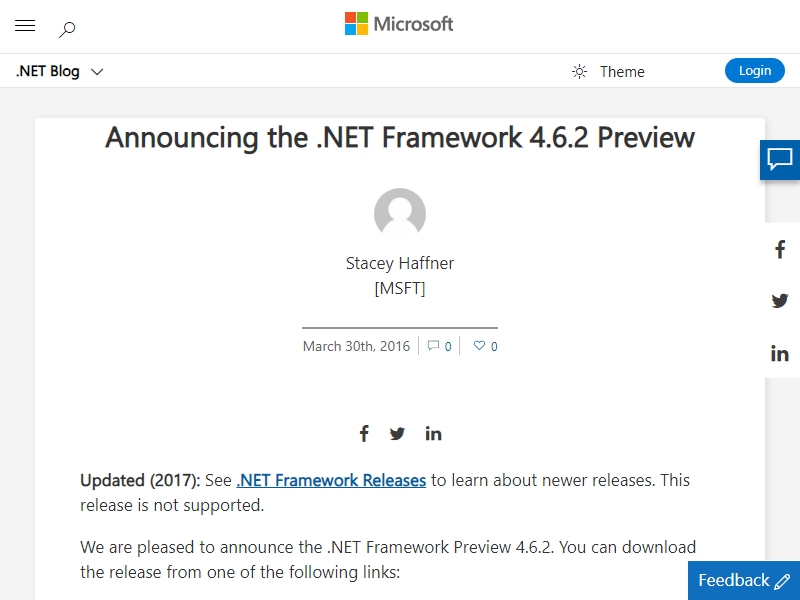 Microsoft
.NET Blog
Theme
Login
Announcing the .NET Framework 4.6.2 Preview
Stacey Haffner
[MSFT]
March 30th, 2016 0 0
Updated (2017): See .NET Framework Releases to learn about newer releases. This
release is not supported.
We are pleased to announce the .NET Framework Preview 4.6.2. You can download
the release from one of the following links:
Feedback